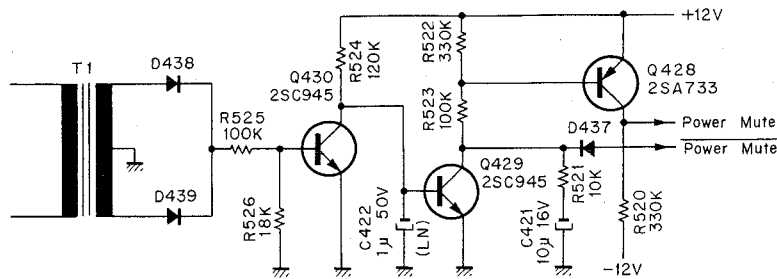 +12V
T1
D438
R525
100K
D439
R526
18K
Q430
2SC945
R524
120K
C422
1μ 50V
(LN)
R522
330K
R523
100K
Q429
2SC945
R521
10K
C421
10μ 16V
D437
Q428
2SA733
Power Mute
Power Mute
R520
330K
-12V